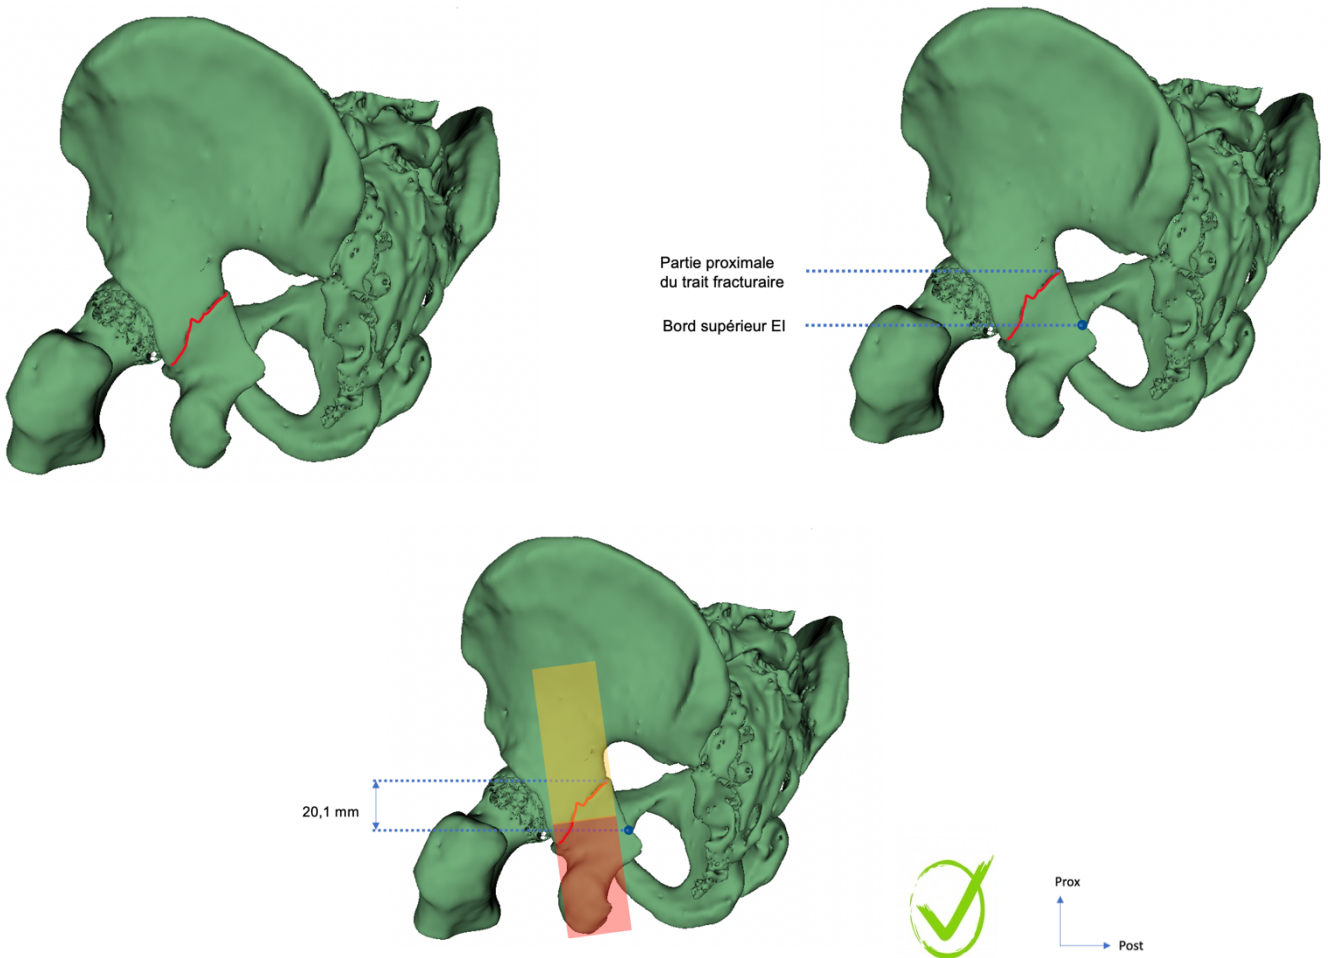 Partie proximale
du trait fracturaire
Bord supérieur EI
20,1 mm
Prox
Post